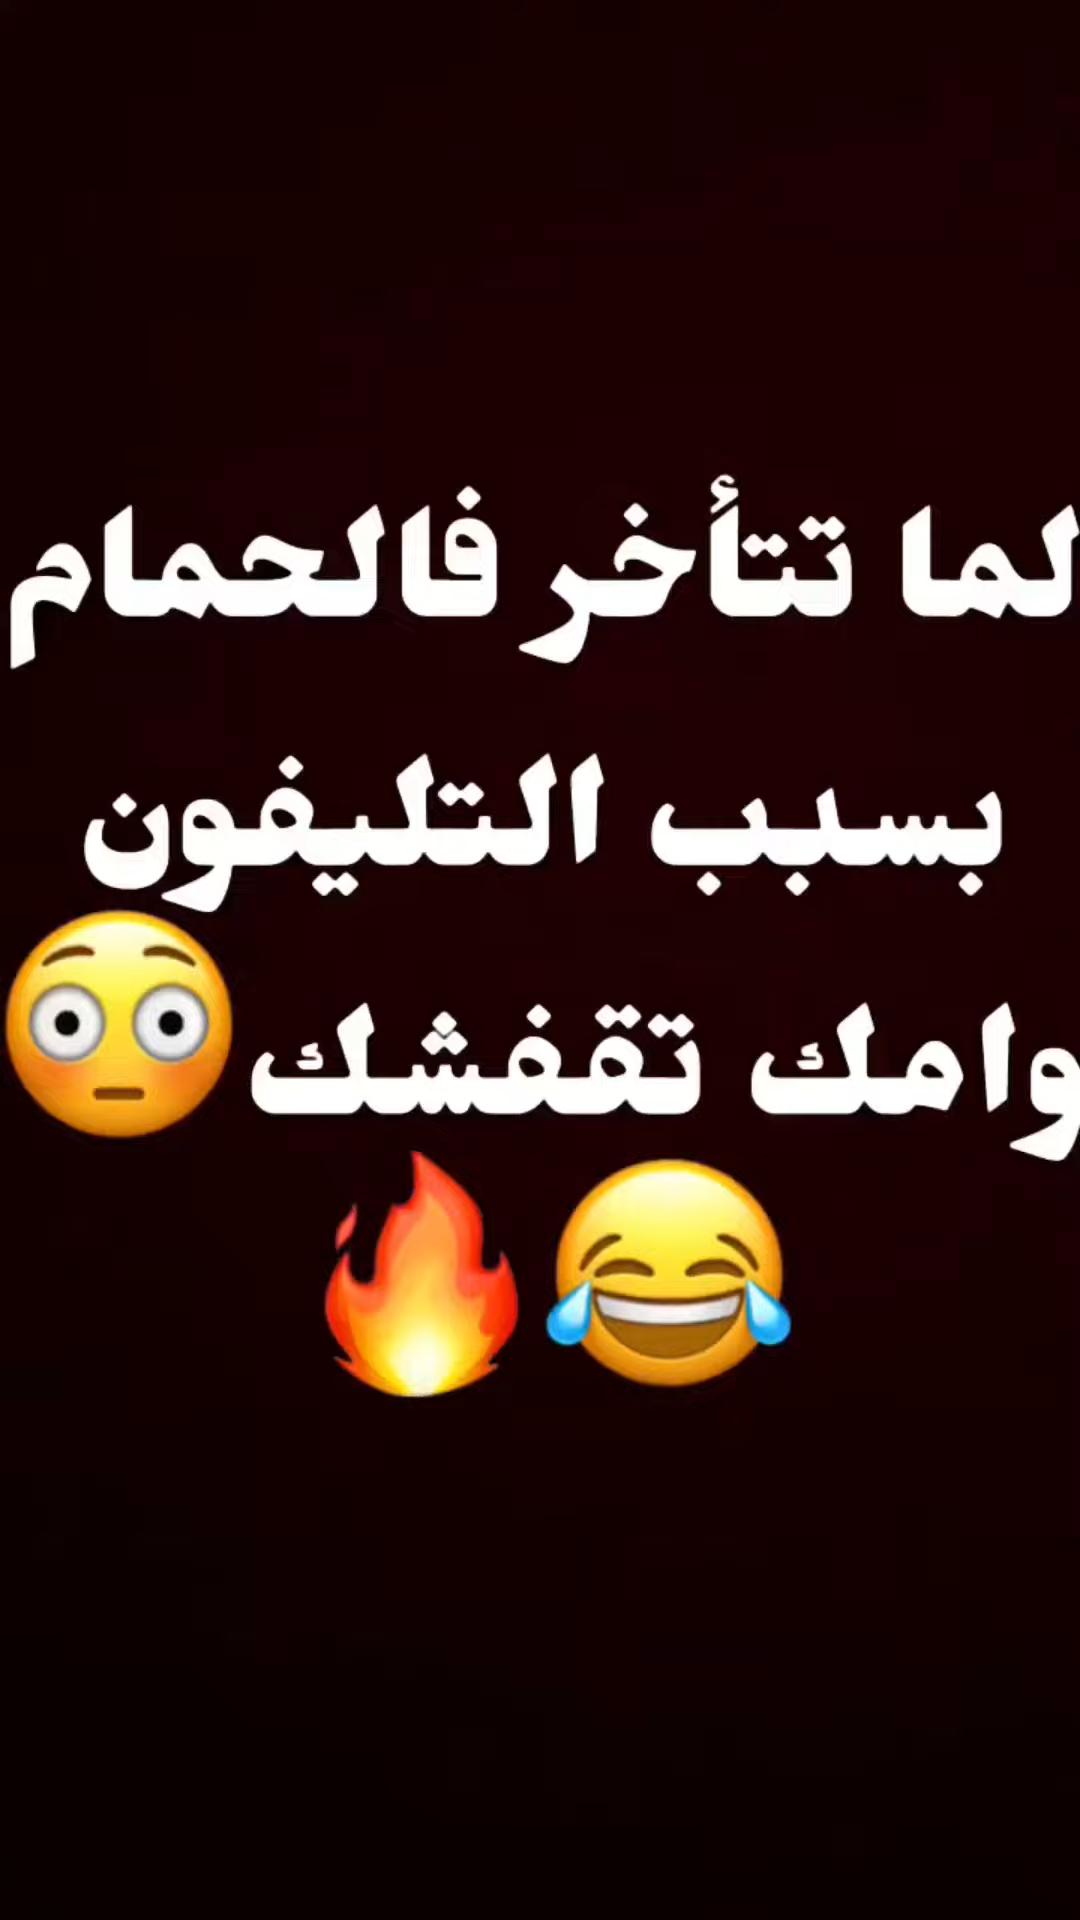 لما تتأخر فالحمام
بسبب التليفون
وامك تقفشك😳
😂🔥